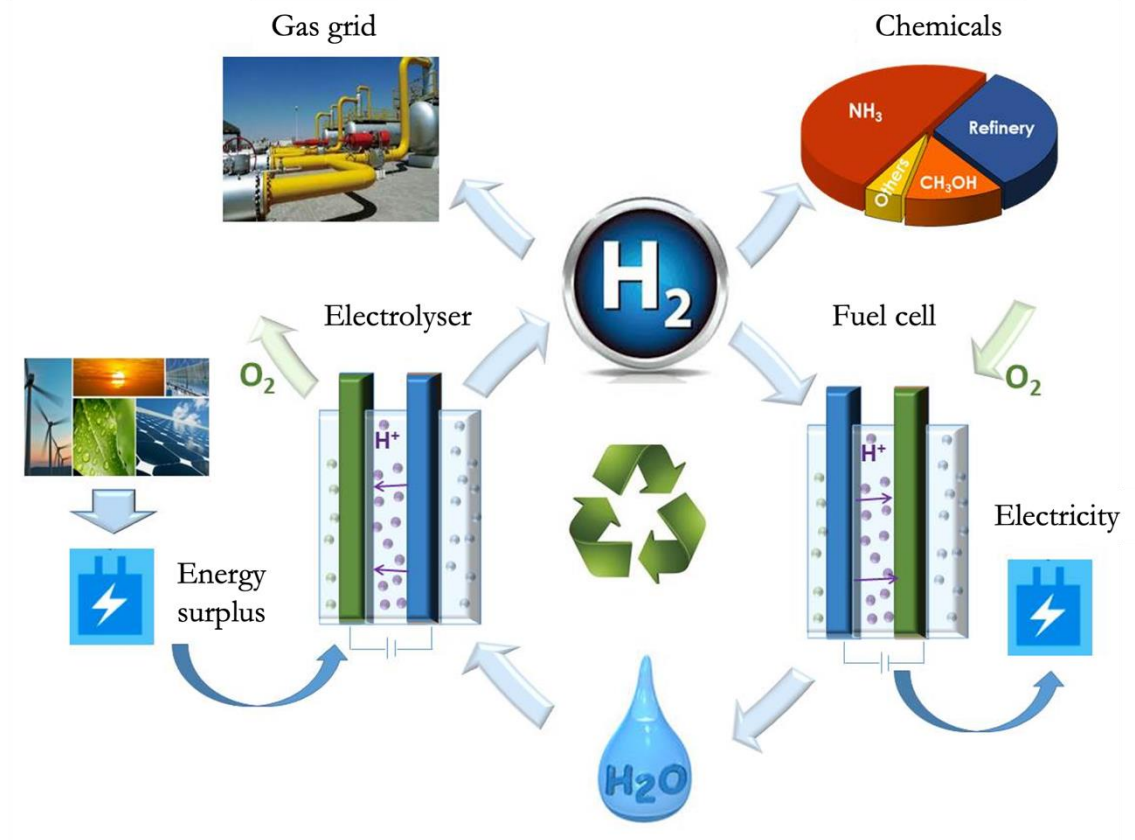 Gas grid
Chemicals
NH₃
Refinery
Others
CH₃OH
H₂
Electrolyser
Fuel cell
O₂
O₂
H⁺
H⁺
Electricity
Energy
surplus
H₂O